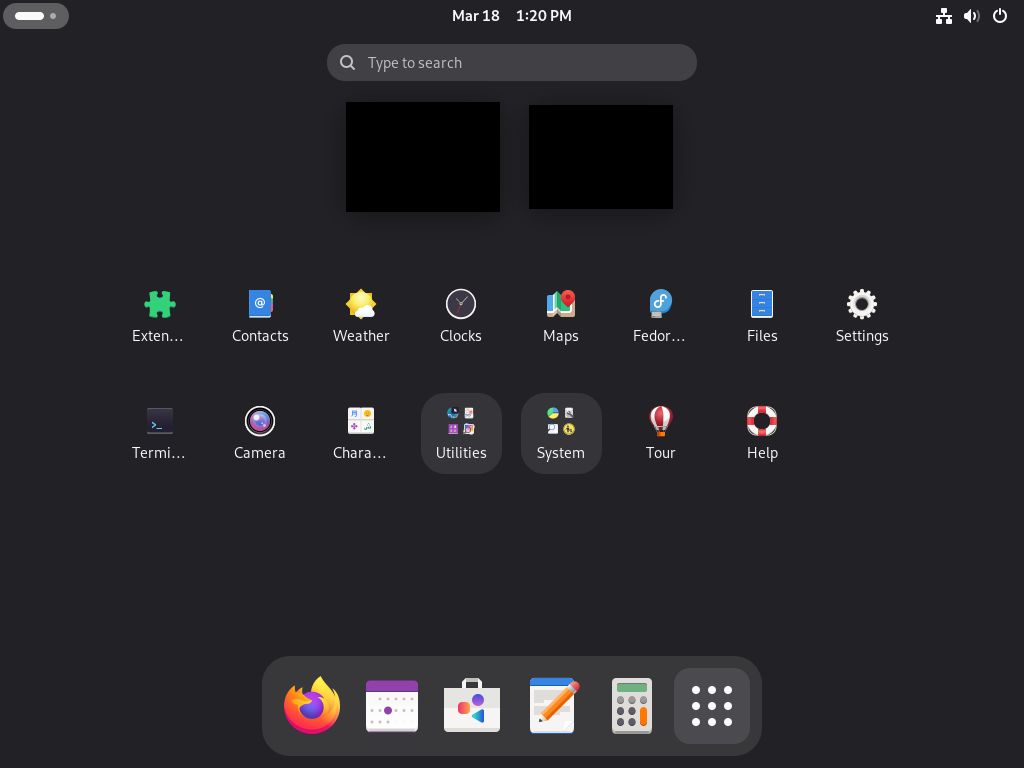 Mar 18 1:20 PM
Type to search
Exten... Contacts Weather Clocks Maps Fedor... Files Settings
Termi... Camera Chara... Utilities System Tour Help